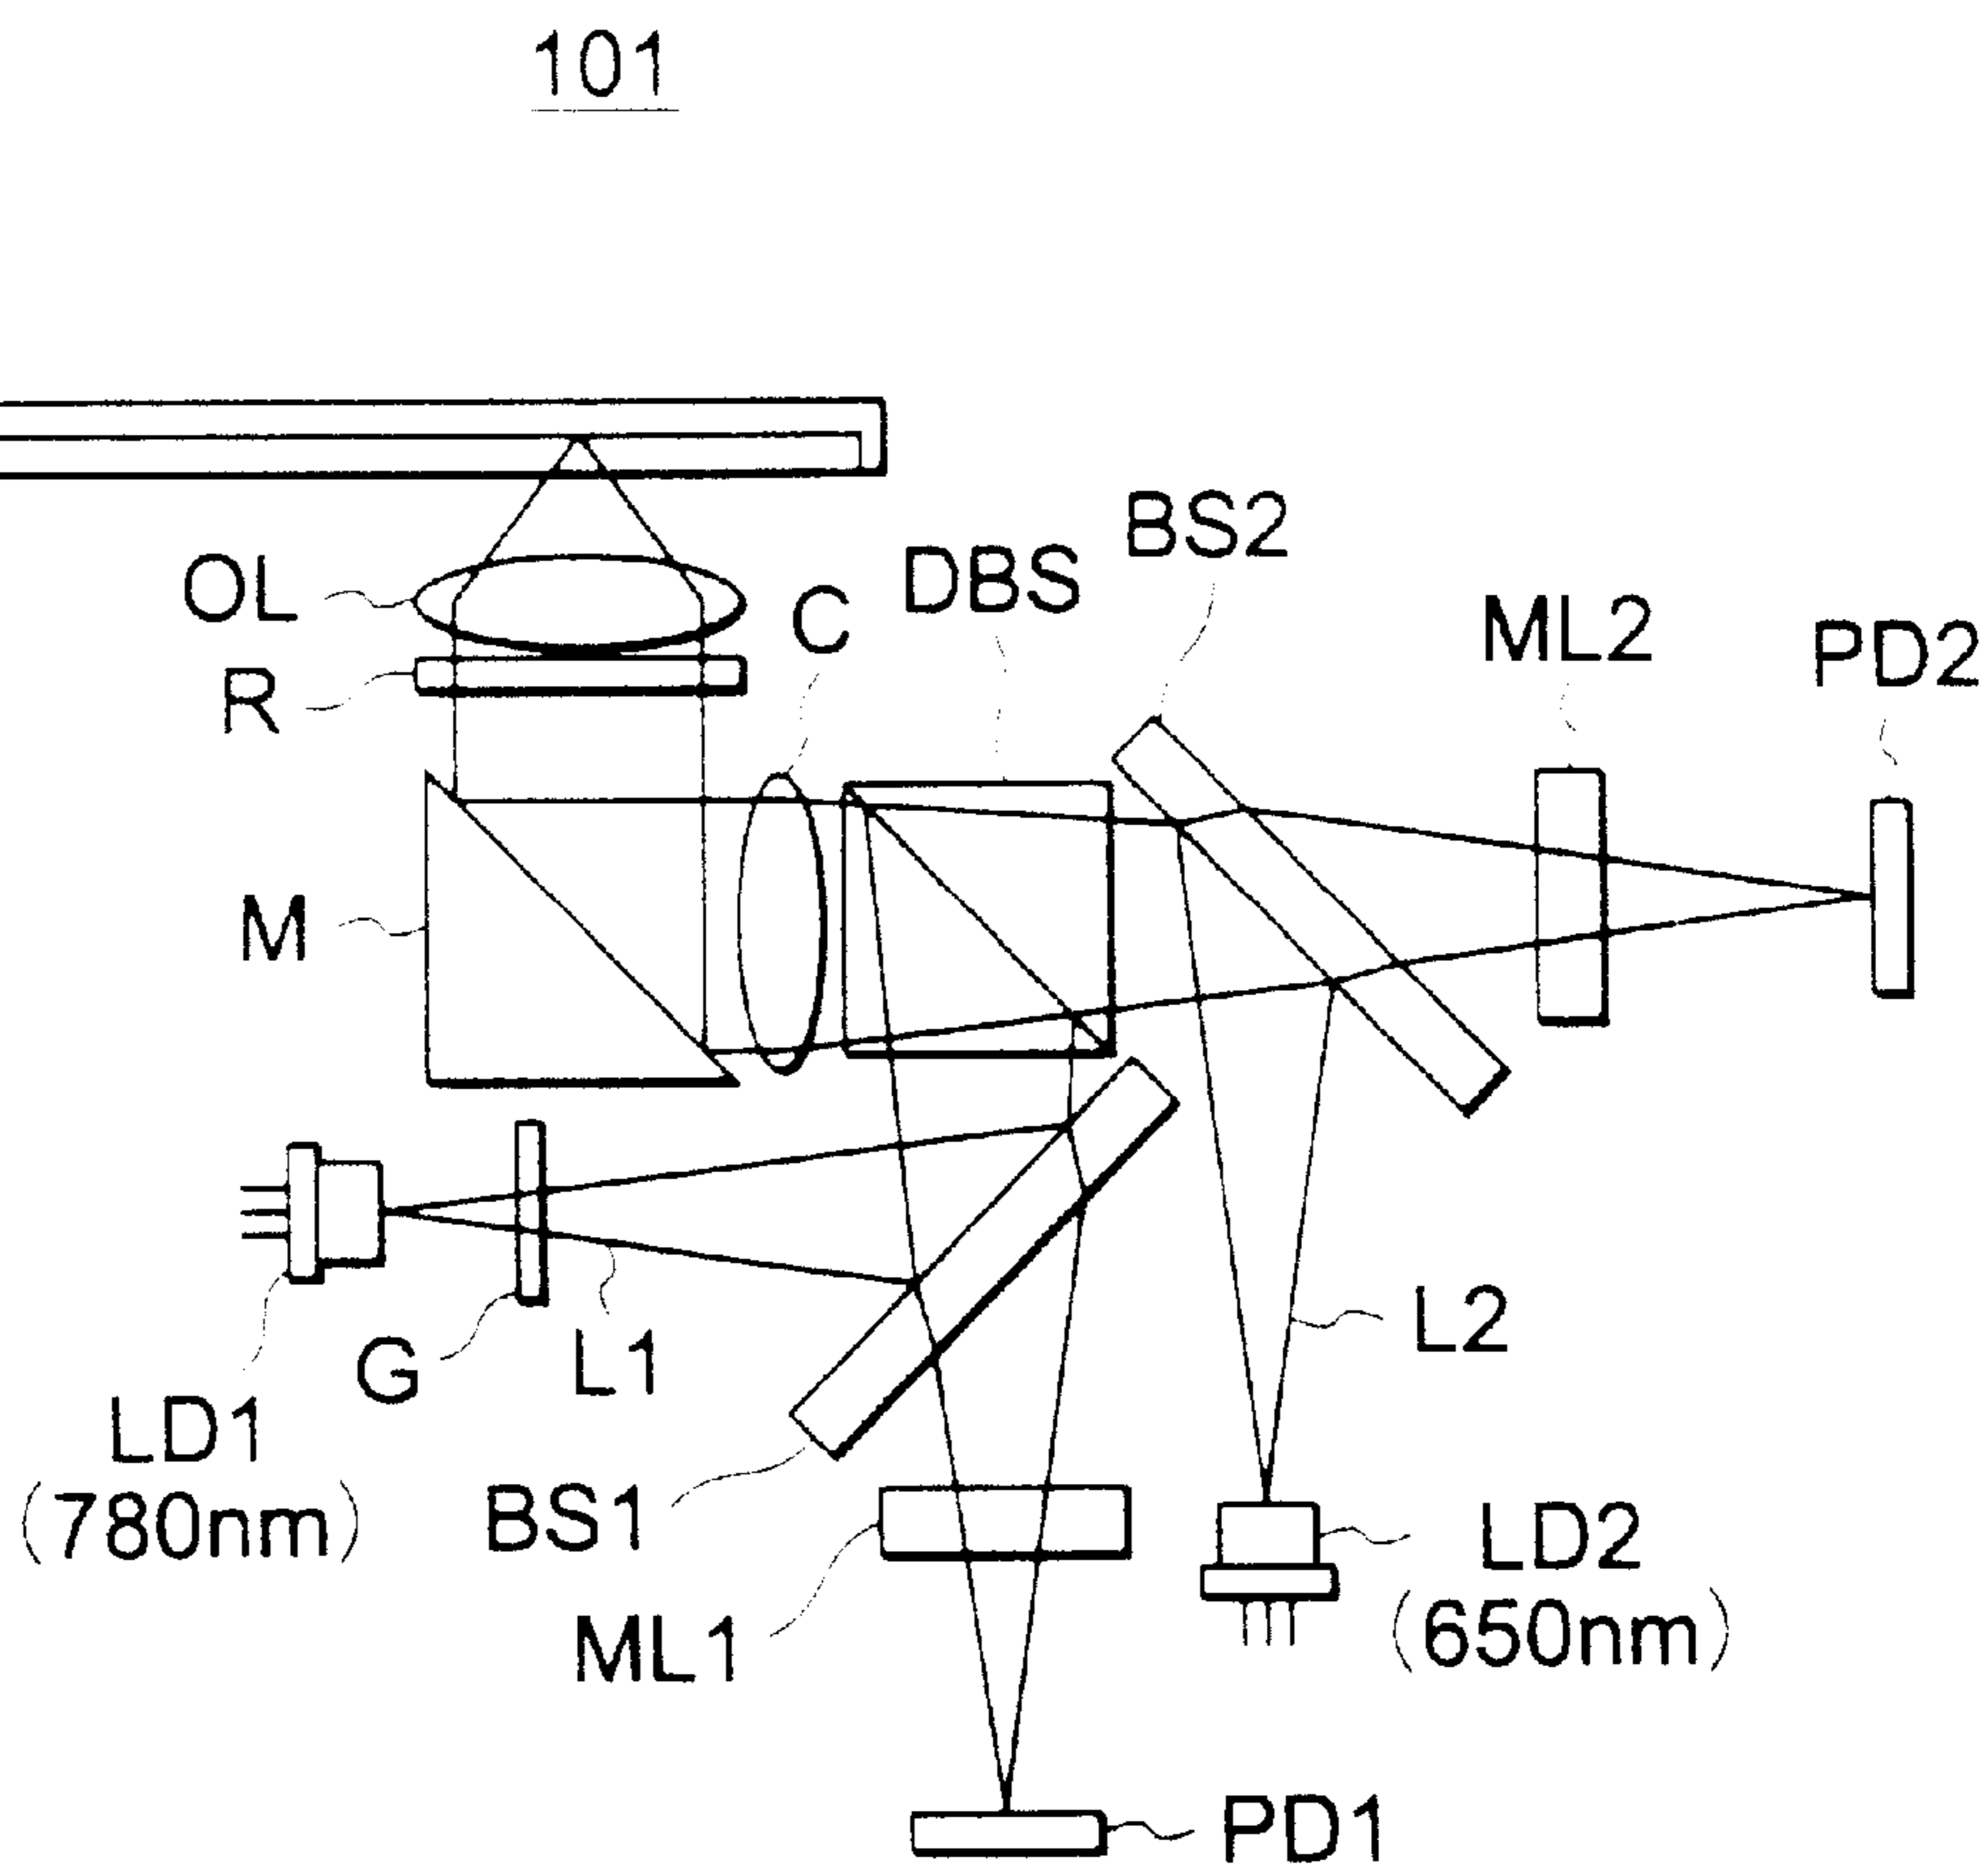 101
BS2
OL
C
DBS
ML2
PD2
R
M
L2
G
L1
LD1
(780nm)
BS1
LD2
(650nm)
ML1
PD1